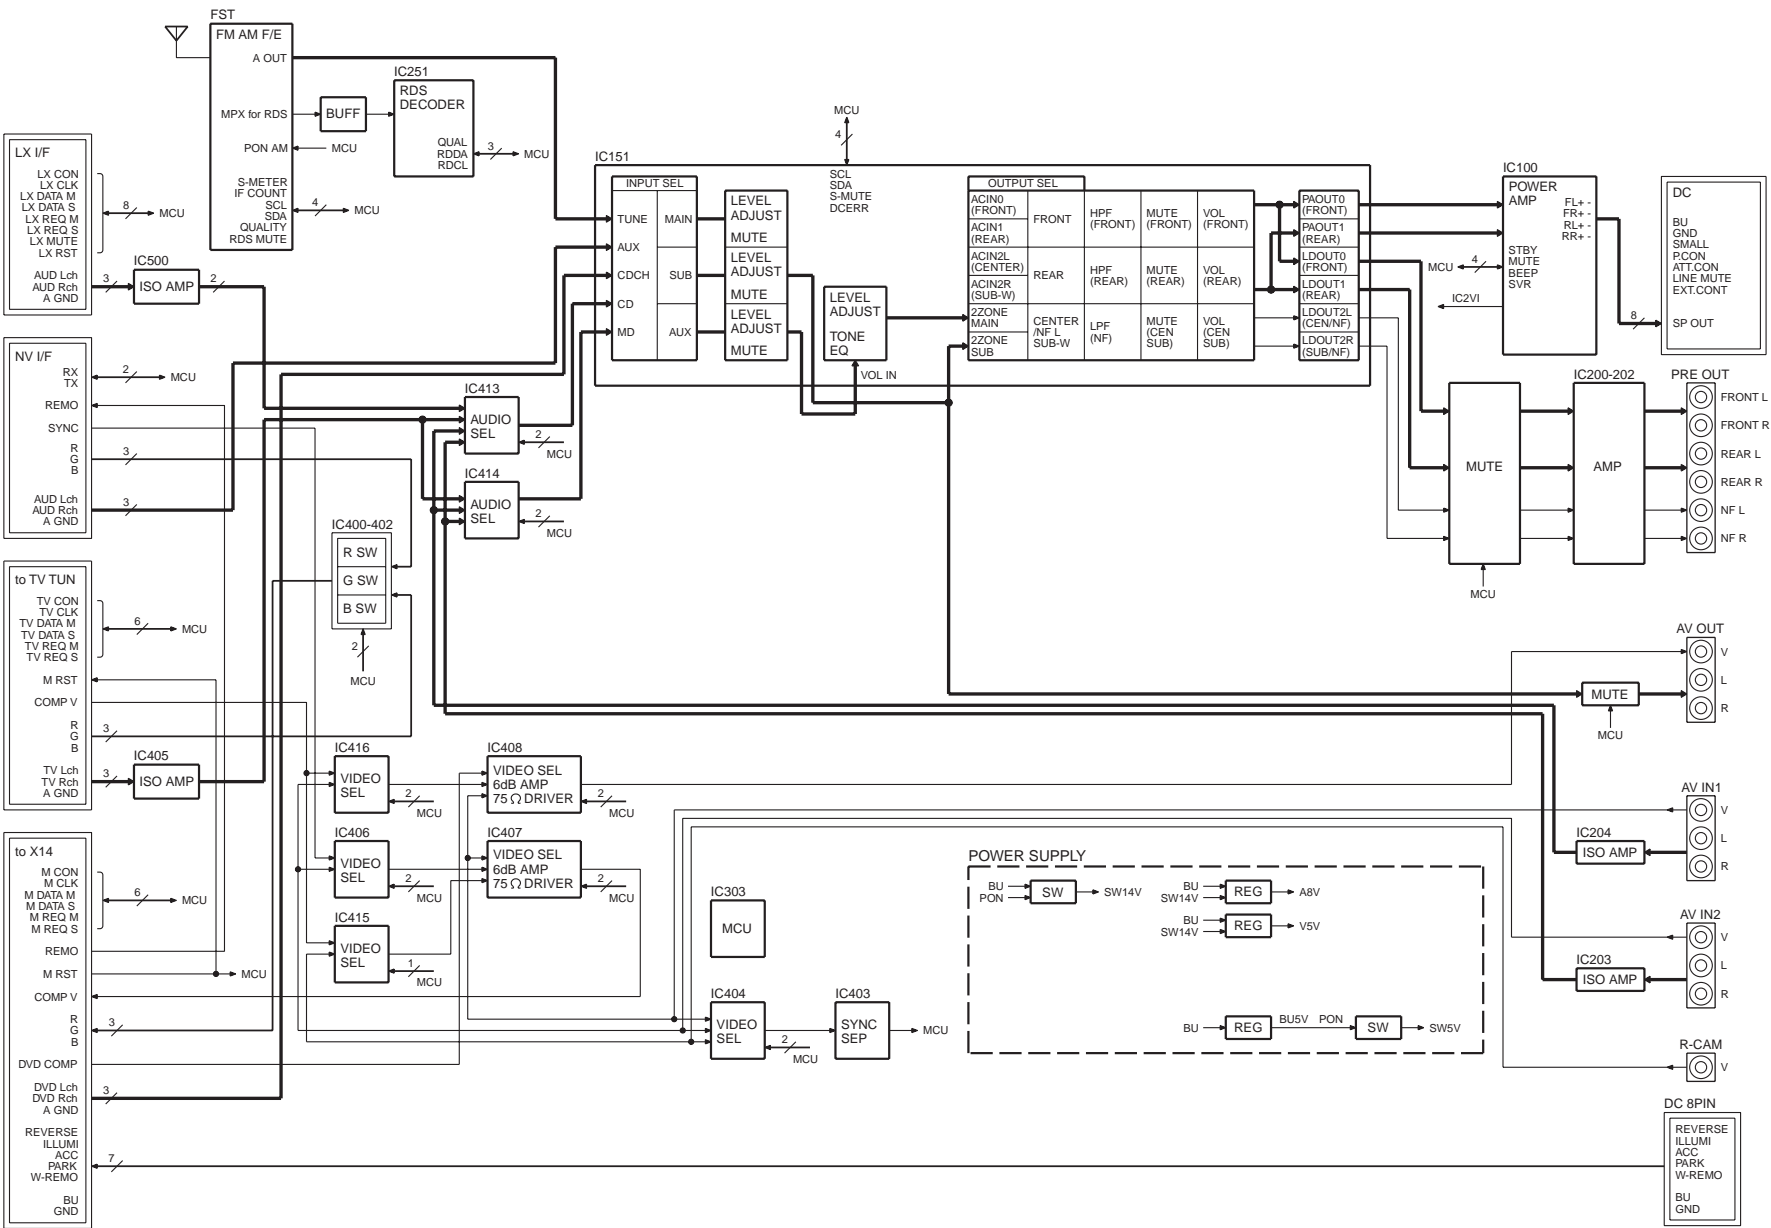 FST
FM AM F/E
A OUT
MPX for RDS
PON AM
S-METER
IF COUNT
SCL
SDA
QUALITY
RDS MUTE
BUFF
MCU
4
MCU
IC251
RDS
DECODER
QUAL
RDDA
RDCL
3
MCU
LX I/F
LX CON
LX CLK
LX DATA M
LX DATA S
LX REQ M
LX REQ S
LX MUTE
LX RST
8
MCU
AUD Lch
AUD Rch
A GND
3
IC500
ISO AMP
2
NV I/F
RX
TX
2
MCU
REMO
SYNC
R
G
B
3
AUD Lch
AUD Rch
A GND
3
to TV TUN
TV CON
TV CLK
TV DATA M
TV DATA S
TV REQ M
TV REQ S
6
MCU
M RST
COMP V
R
G
B
3
TV Lch
TV Rch
A GND
3
IC405
ISO AMP
to X14
M CON
M CLK
M DATA M
M DATA S
M REQ M
M REQ S
6
MCU
REMO
M RST
MCU
COMP V
R
G
B
3
DVD COMP
DVD Lch
DVD Rch
A GND
3
REVERSE
ILLUMI
ACC
PARK
W-REMO
7
BU
GND
IC400-402
R SW
G SW
B SW
2
MCU
IC413
AUDIO
SEL
2
MCU
IC414
AUDIO
SEL
2
MCU
IC416
VIDEO
SEL
2
MCU
IC406
VIDEO
SEL
2
MCU
IC415
VIDEO
SEL
1
MCU
IC408
VIDEO SEL
6dB AMP
75 Ω DRIVER
2
MCU
IC407
VIDEO SEL
6dB AMP
75 Ω DRIVER
2
MCU
IC151
MCU
4
SCL
SDA
S-MUTE
DCERR
INPUT SEL
TUNE
AUX
CDCH
CD
MD
MAIN
SUB
AUX
LEVEL
ADJUST
MUTE
LEVEL
ADJUST
MUTE
LEVEL
ADJUST
MUTE
LEVEL
ADJUST
TONE
EQ
VOL IN
OUTPUT SEL
ACIN0
(FRONT)
ACIN1
(REAR)
ACIN2L
(CENTER)
ACIN2R
(SUB-W)
2ZONE
MAIN
2ZONE
SUB
FRONT
REAR
CENTER
/NF L
SUB-W
HPF
(FRONT)
HPF
(REAR)
LPF
(NF)
MUTE
(FRONT)
MUTE
(REAR)
MUTE
(CEN
SUB)
VOL
(FRONT)
VOL
(REAR)
VOL
(CEN
SUB)
PAOUT0
(FRONT)
PAOUT1
(REAR)
LDOUT0
(FRONT)
LDOUT1
(REAR)
LDOUT2L
(CEN/NF)
LDOUT2R
(SUB/NF)
IC100
POWER
AMP
FL+ -
FR+ -
RL+ -
RR+ -
STBY
MUTE
BEEP
SVR
MCU
4
IC2VI
8
DC
BU
GND
SMALL
P.CON
ATT.CON
LINE MUTE
EXT.CONT
SP OUT
MUTE
MCU
IC200-202
AMP
PRE OUT
FRONT L
FRONT R
REAR L
REAR R
NF L
NF R
AV OUT
V
L
R
MUTE
MCU
AV IN1
V
L
R
IC204
ISO AMP
AV IN2
V
L
R
IC203
ISO AMP
R-CAM
V
DC 8PIN
REVERSE
ILLUMI
ACC
PARK
W-REMO
BU
GND
IC303
MCU
IC404
VIDEO
SEL
2
MCU
IC403
SYNC
SEP
MCU
POWER SUPPLY
BU
PON
SW
SW14V
BU
SW14V
REG
A8V
BU
SW14V
REG
V5V
BU
REG
BU5V
PON
SW
SW5V